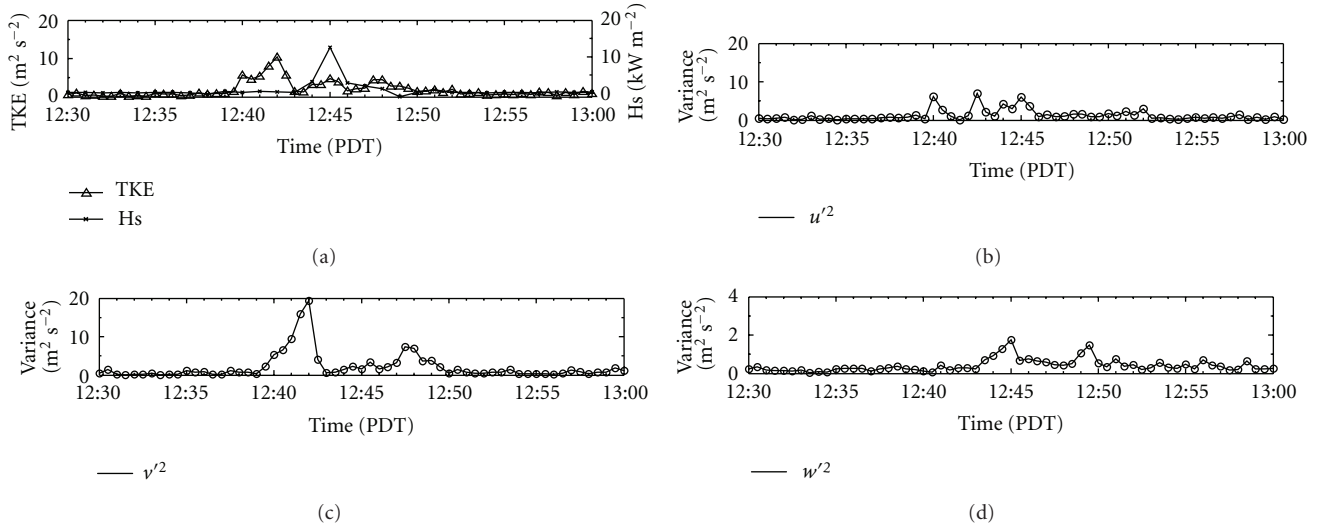 TKE (m² s⁻²)
20
10
0
20
10
0
Hs (kW m⁻²)
12:30 12:40 12:45 12:50 12:55 13:00
Time (PDT)
TKE
Hs
(a)
Variance
(m² s⁻²)
20
10
0
12:30 12:35 12:40 12:45 12:50 12:55 13:00
Time (PDT)
u′²
(b)
Variance
(m² s⁻²)
20
10
0
12:30 12:35 12:40 12:42 12:50 12:55 13:00
Time (PDT)
v′²
(c)
Variance
(m² s⁻²)
4
2
0
12:30 12:35 12:40 12:45 12:50 12:55 13:00
Time (PDT)
w′²
(d)